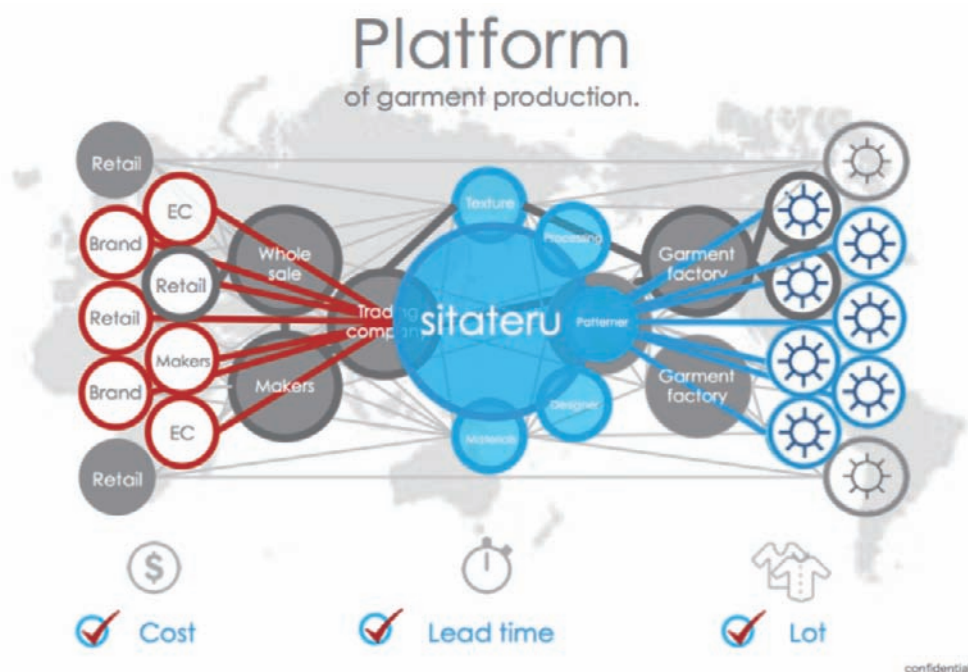 Platform
of garment production.
Retail
EC
Brand
Whole
sale
Retail
Retail
Trading
company
Makers
Makers
Brand
EC
Retail
Texture
Processing
sitateru
Patterner
Designer
Materials
Garment
factory
Garment
factory
$
Cost
Lead time
Lot
confidential